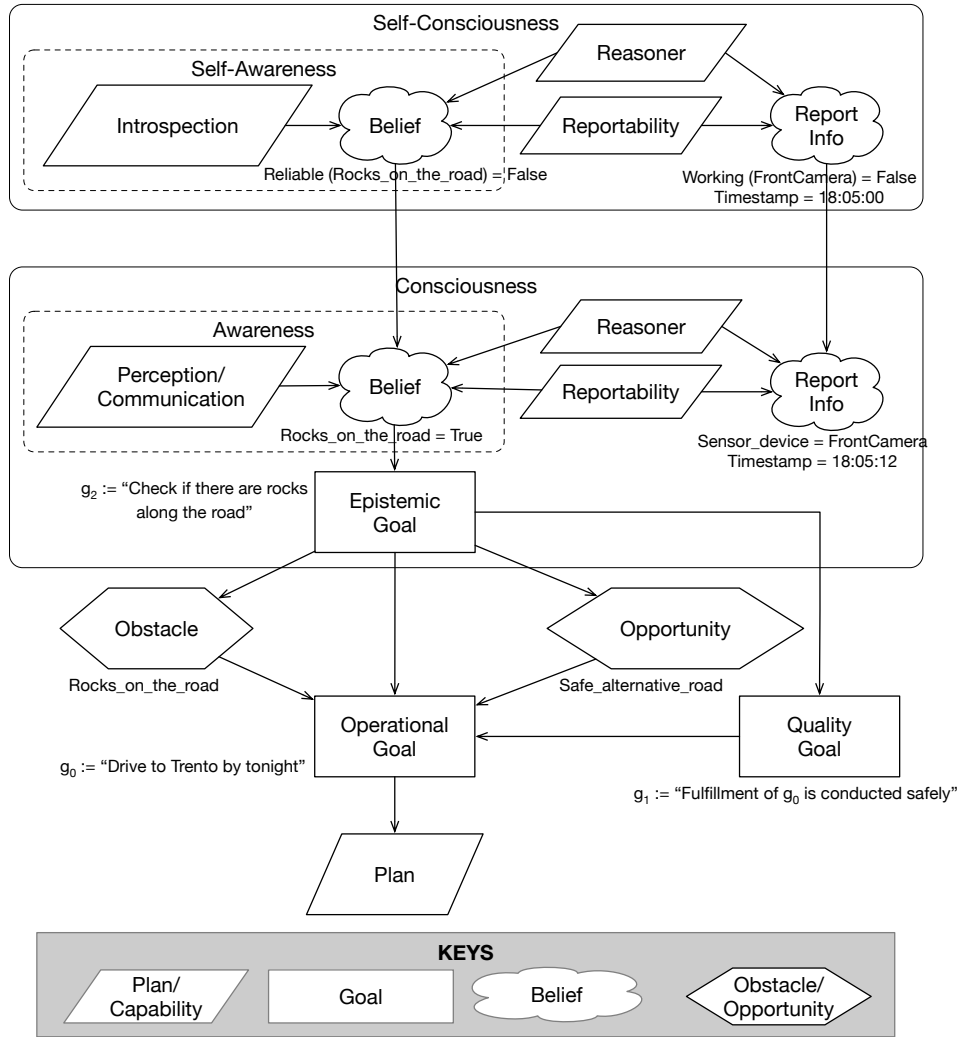 Self-Consciousness
Self-Awareness
Reasoner
Introspection
Belief
Reportability
Report
Info
Reliable (Rocks_on_the_road) = False
Working (FrontCamera) = False
Timestamp = 18:05:00
Consciousness
Awareness
Reasoner
Perception/
Communication
Belief
Reportability
Report
Info
Rocks_on_the_road = True
Sensor_device = FrontCamera
Timestamp = 18:05:12
g2 := “Check if there are rocks
along the road”
Epistemic
Goal
Obstacle
Opportunity
Rocks_on_the_road
Safe_alternative_road
Operational
Goal
Quality
Goal
g0 := “Drive to Trento by tonight”
g1 := “Fulfillment of g0 is conducted safely”
Plan
KEYS
Plan/
Capability
Goal
Belief
Obstacle/
Opportunity